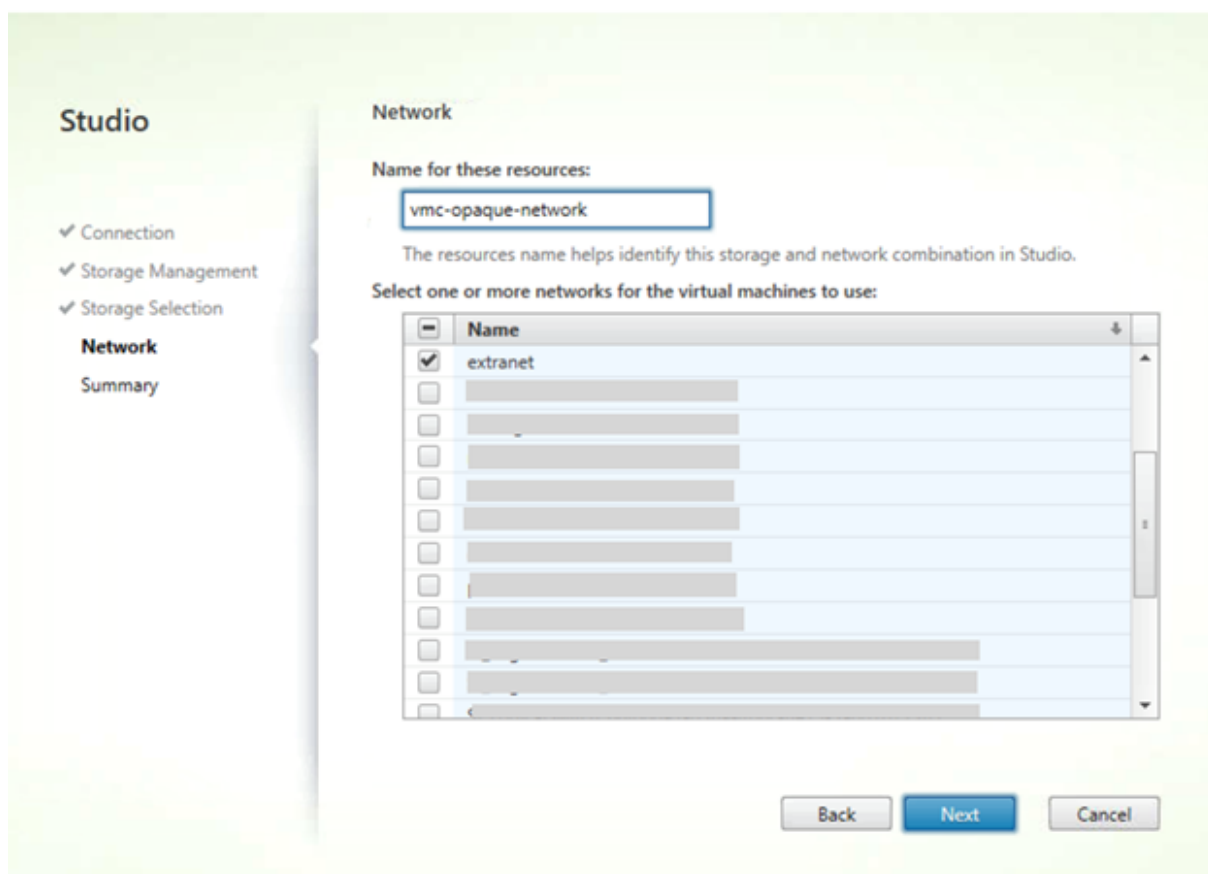 Studio
Connection
Storage Management
Storage Selection
Network
Summary
Network
Name for these resources:
vmc-opaque-network
The resources name helps identify this storage and network combination in Studio.
Select one or more networks for the virtual machines to use:
Name
extranet
Back Next Cancel